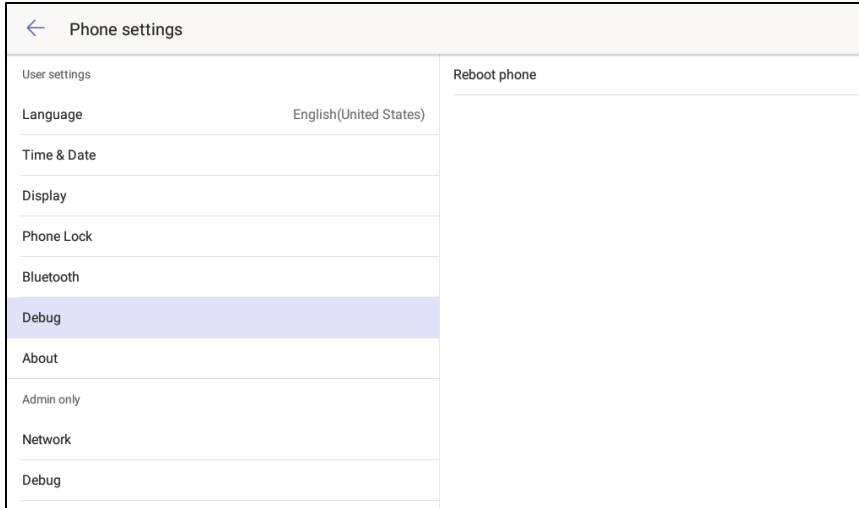 Phone settings
User settings
Language English(United States)
Time & Date
Display
Phone Lock
Bluetooth
Debug
About
Admin only
Network
Debug
Reboot phone